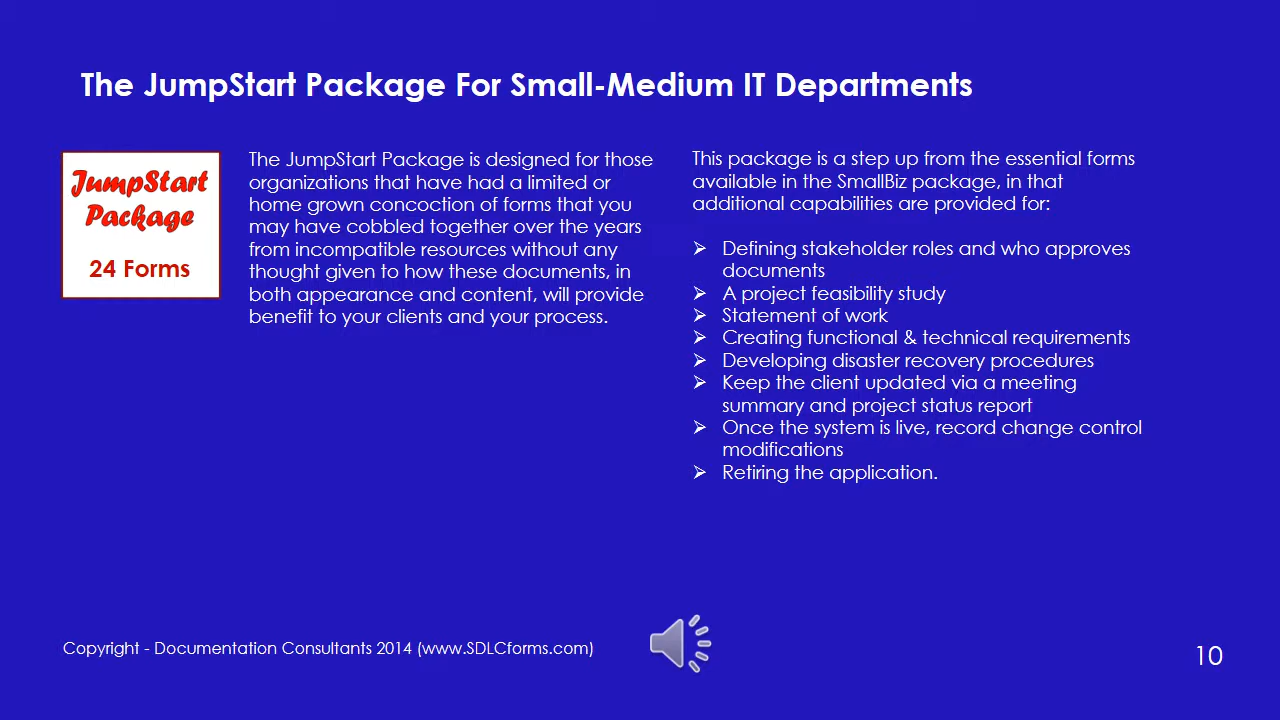 The JumpStart Package For Small-Medium IT Departments
JumpStart
Package
24 Forms
The JumpStart Package is designed for those
organizations that have had a limited or
home grown concoction of forms that you
may have cobbled together over the years
from incompatible resources without any
thought given to how these documents, in
both appearance and content, will provide
benefit to your clients and your process.
This package is a step up from the essential forms
available in the SmallBiz package, in that
additional capabilities are provided for:
➢ Defining stakeholder roles and who approves
documents
➢ A project feasibility study
➢ Statement of work
➢ Creating functional & technical requirements
➢ Developing disaster recovery procedures
➢ Keep the client updated via a meeting
summary and project status report
➢ Once the system is live, record change control
modifications
➢ Retiring the application.
Copyright - Documentation Consultants 2014 (www.SDLCforms.com)
10